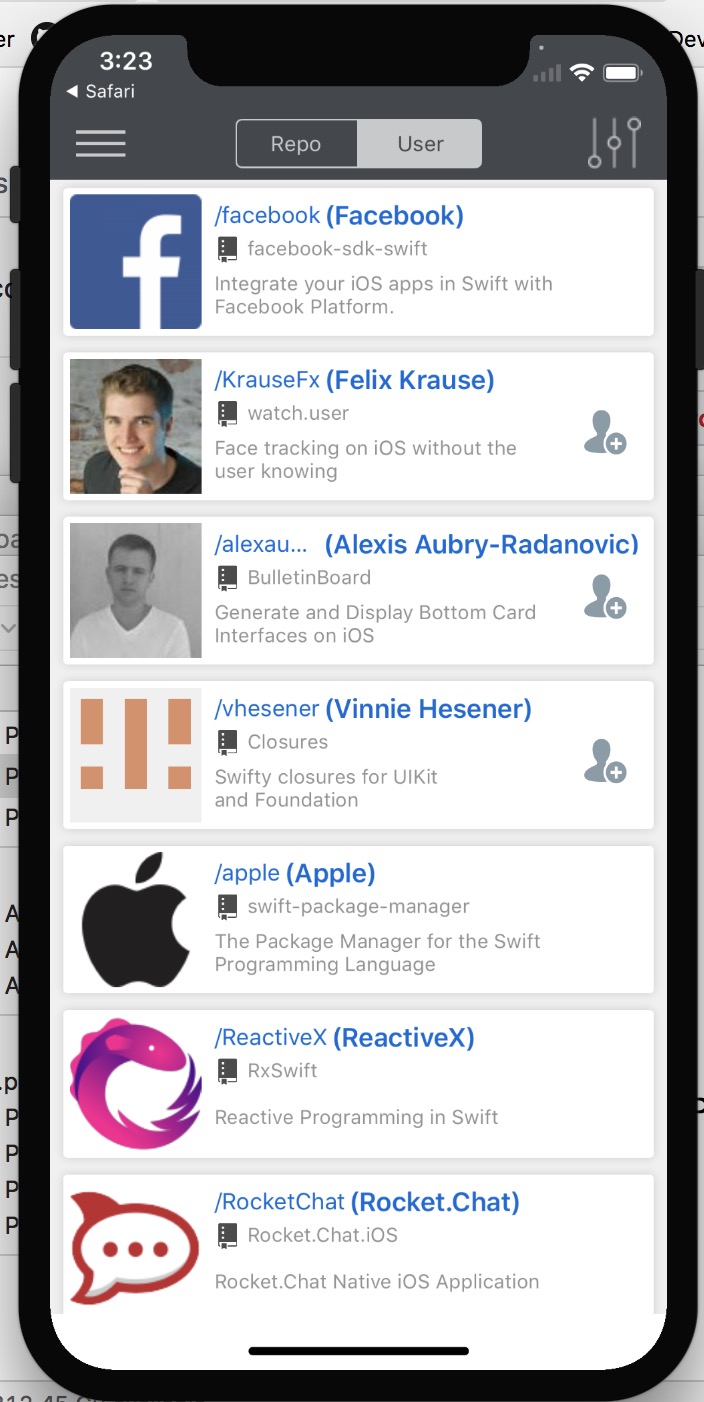 3:23
◀ Safari
Repo
User
/facebook (Facebook)
facebook-sdk-swift
Integrate your iOS apps in Swift with
Facebook Platform.
/KrauseFx (Felix Krause)
watch.user
Face tracking on iOS without the
user knowing
/alexau... (Alexis Aubry-Radanovic)
BulletinBoard
Generate and Display Bottom Card
Interfaces on iOS
/vhesener (Vinnie Hesener)
Closures
Swifty closures for UIKit
and Foundation
/apple (Apple)
swift-package-manager
The Package Manager for the Swift
Programming Language
/ReactiveX (ReactiveX)
RxSwift
Reactive Programming in Swift
/RocketChat (Rocket.Chat)
Rocket.Chat.iOS
Rocket.Chat Native iOS Application